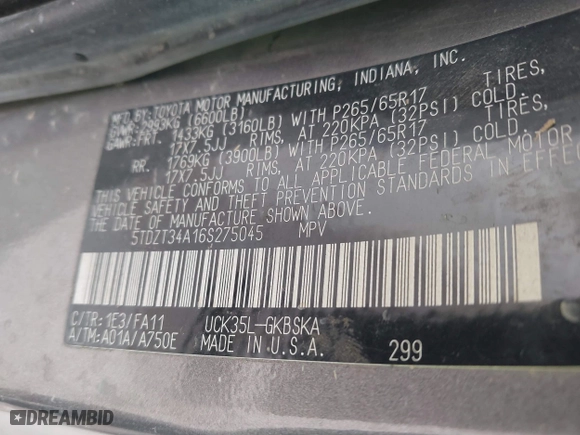 MFD BY:TOYOTA MOTOR MANUFACTURING, INDIANA, INC.
GVWR 2993KG (6600LB)
GAWR:FRT. 1433KG (3160LB) WITH P265/65R17
17X7.5JJ RIMS, AT 220KPA (32PSI) COLD.
RR. 1769KG (3900LB) WITH P265/65R17
17X7.5JJ RIMS, AT 220KPA (32PSI) COLD.
THIS VEHICLE CONFORMS TO ALL APPLICABLE FEDERAL MOTOR
VEHICLE SAFETY AND THEFT PREVENTION STANDARDS IN EFFEC
THE DATE OF MANUFACTURE SHOWN ABOVE.
5TDZT34A16S275045 MPV
C/TR:1E3/FA11 UCK35L-GKBSKA
A/TM:A01A/A750E MADE IN U.S.A. 299
DREAMBID